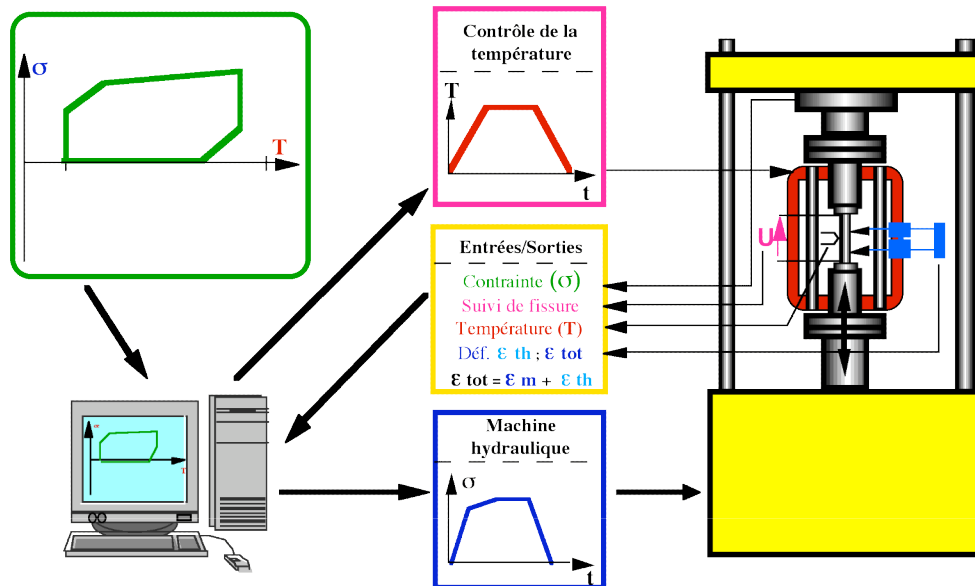 σ
T
Contrôle de la
température
T
t
Entrées/Sorties
Contrainte (σ)
Suivi de fissure
Température (T)
Déf. ε th ; ε tot
ε tot = ε m + ε th
U
Machine
hydraulique
σ
t
T